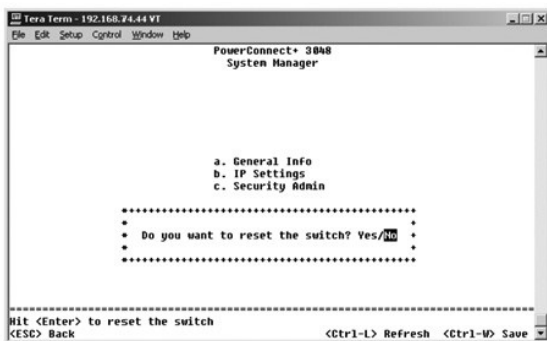 Tera Term - 192.168.74.44 VT
File Edit Setup Control Window Help
PowerConnect+ 3048
System Manager
a. General Info
b. IP Settings
c. Security Admin
Do you want to reset the switch? Yes/No
Hit <Enter> to reset the switch
<ESC> Back <Ctrl-L> Refresh <Ctrl-W> Save